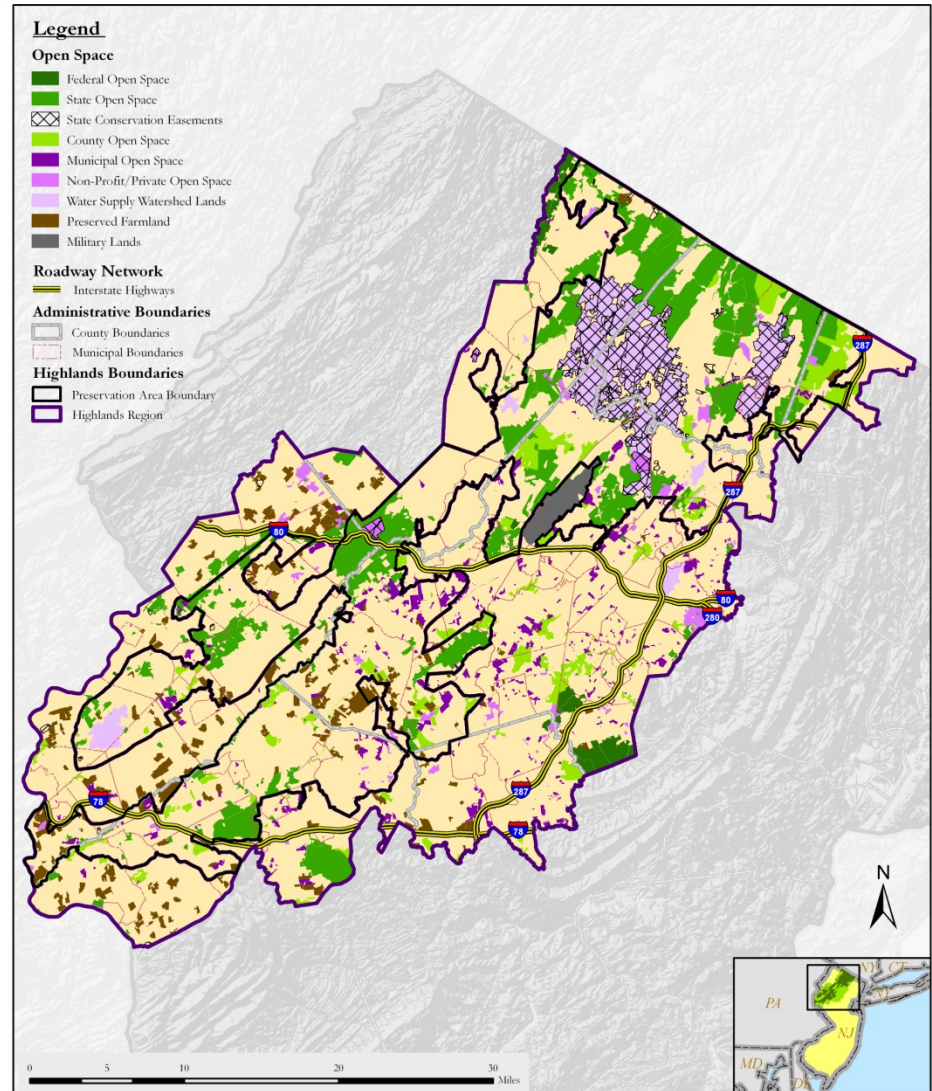 Legend
Open Space
Federal Open Space
State Open Space
State Conservation Easements
County Open Space
Municipal Open Space
Non-Profit/Private Open Space
Water Supply Watershed Lands
Preserved Farmland
Military Lands
Roadway Network
Interstate Highways
Administrative Boundaries
County Boundaries
Municipal Boundaries
Highlands Boundaries
Preservation Area Boundary
Highlands Region
287
287
80
80
280
78
287
78
N
NY
CT
PA
NY
NJ
MD
DE
0 5 10 20 30
Miles